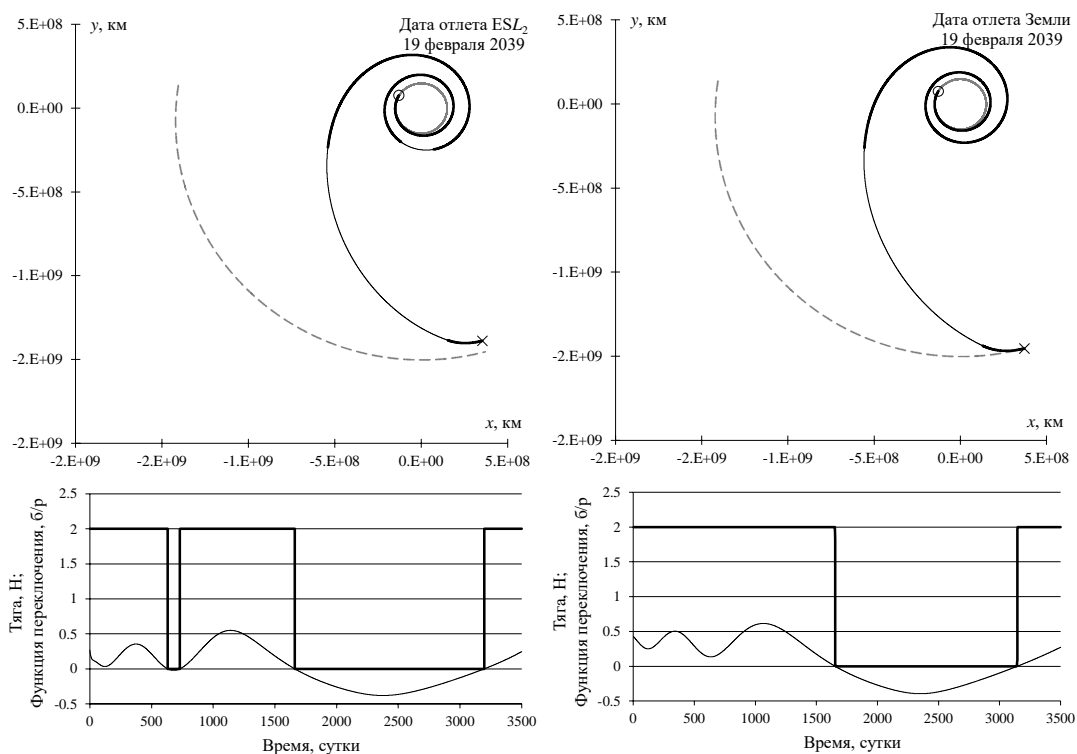 y, км
Дата отлета ESL2
19 февраля 2039
5.E+08
0.E+00
-5.E+08
-1.E+09
-2.E+09
-2.E+09
x, км
-2.E+09
-2.E+09
-1.E+09
-5.E+08
0.E+00
5.E+08
y, км
Дата отлета Земли
19 февраля 2039
5.E+08
0.E+00
-5.E+08
-1.E+09
-2.E+09
-2.E+09
x, км
-2.E+09
-2.E+09
-1.E+09
-5.E+08
0.E+00
5.E+08
Тяга, Н;
Функция переключения, б/р
2.5
2
1.5
1
0.5
0
-0.5
0
500
1000
1500
2000
2500
3000
3500
Время, сутки
Тяга, Н;
Функция переключения, б/р
2.5
2
1.5
1
0.5
0
-0.5
0
500
1000
1500
2000
2500
3000
3500
Время, сутки